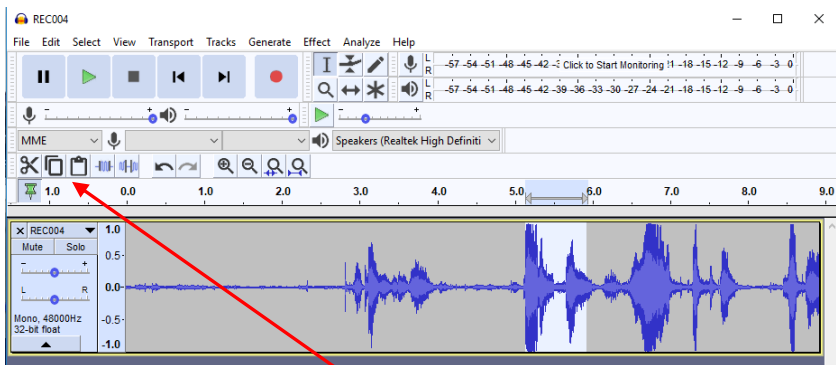 REC004
File Edit Select View Transport Tracks Generate Effect Analyze Help
L
R
-57 -54 -51 -48 -45 -42 -3 Click to Start Monitoring !1 -18 -15 -12 -9 -6 -3 0
L
R
-57 -54 -51 -48 -45 -42 -39 -36 -33 -30 -27 -24 -21 -18 -15 -12 -9 -6 -3 0
- + - + - +
MME Speakers (Realtek High Definiti
1.0 0.0 1.0 2.0 3.0 4.0 5.0 6.0 7.0 8.0 9.0
× REC004 1.0
Mute Solo
0.5
- +
L R 0.0
Mono, 48000Hz -0.5
32-bit float
-1.0